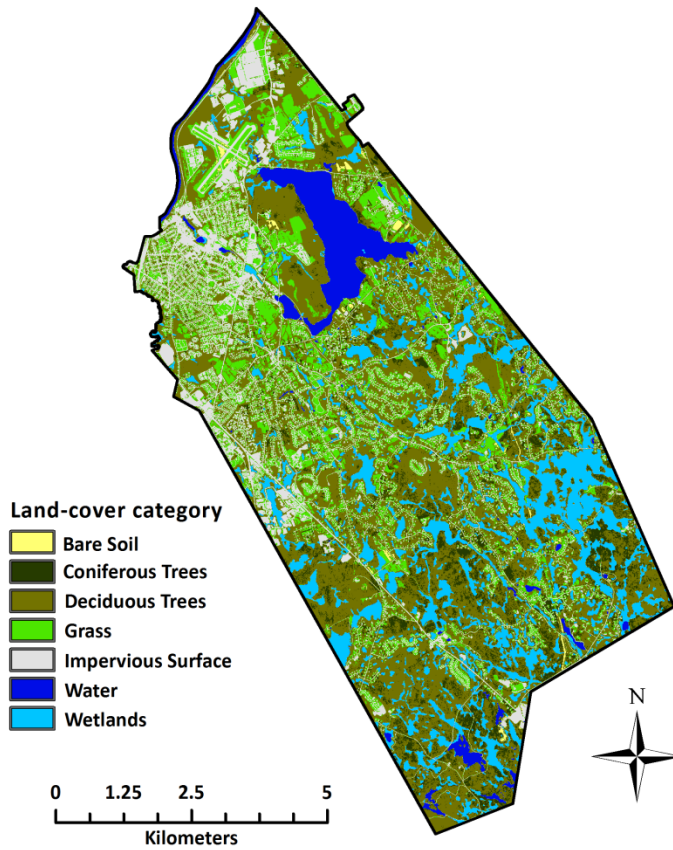 Land-cover category
Bare Soil
Coniferous Trees
Deciduous Trees
Grass
Impervious Surface
Water
Wetlands
N
0 1.25 2.5 5
Kilometers